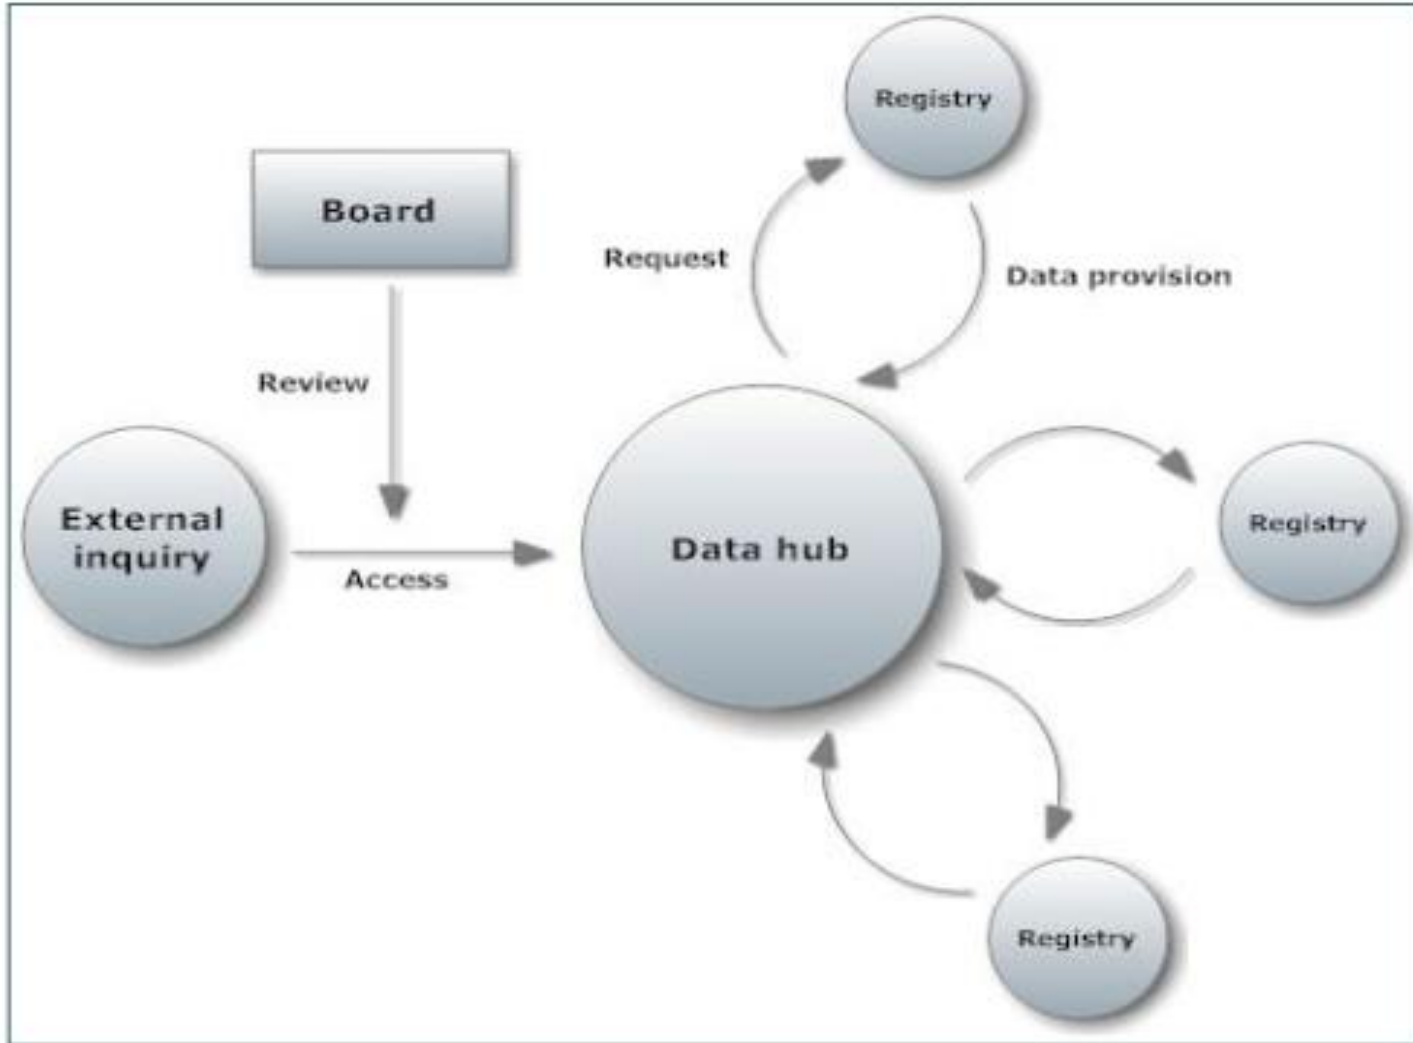 Registry
Board
Request
Data provision
Review
External
inquiry
Access
Data hub
Registry
Registry